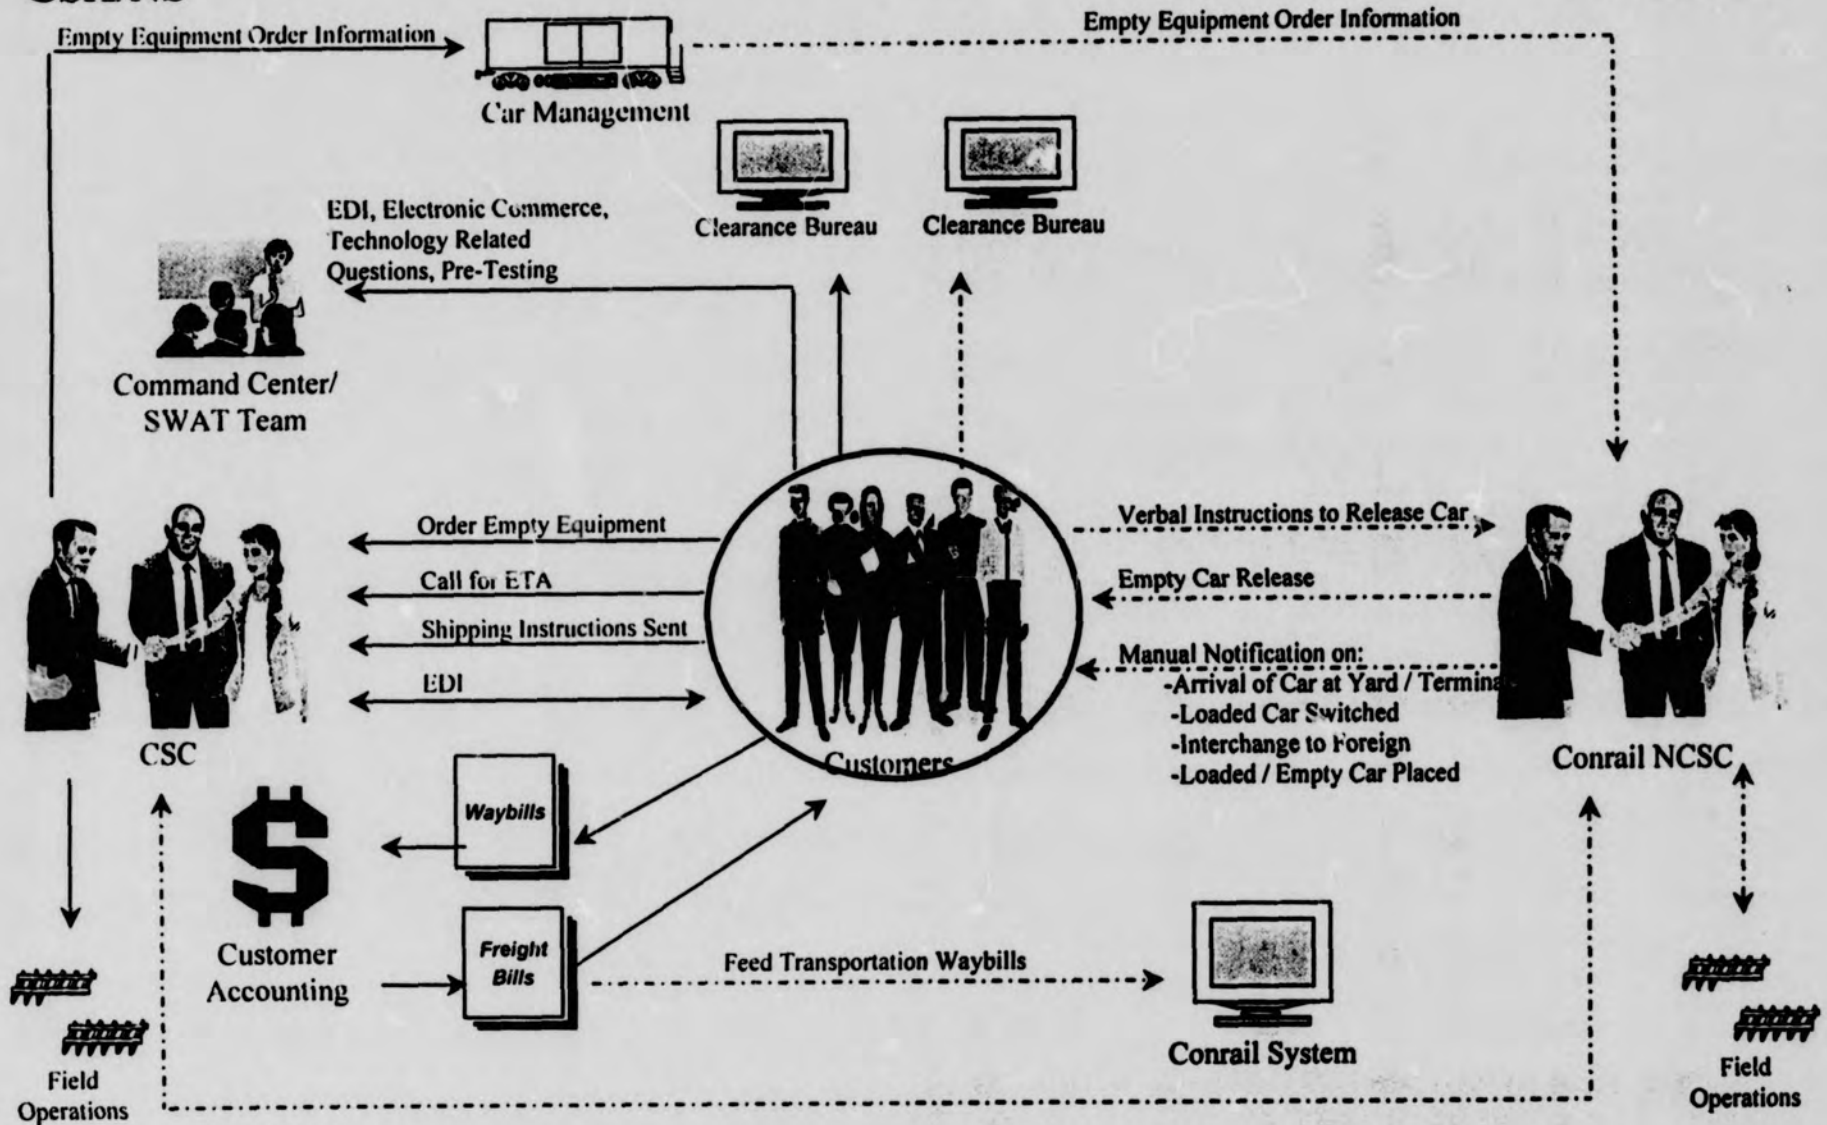 Empty Equipment Order Information
Empty Equipment Order Information
Car Management
Clearance Bureau
Clearance Bureau
EDI, Electronic Commerce,
Technology Related
Questions, Pre-Testing
Command Center/
SWAT Team
Order Empty Equipment
Call for ETA
Shipping Instructions Sent
EDI
CSC
Customers
Verbal Instructions to Release Car
Empty Car Release
Manual Notification on:
-Arrival of Car at Yard / Termina
-Loaded Car Switched
-Interchange to Foreign
-Loaded / Empty Car Placed
Conrail NCSC
Waybills
Customer
Accounting
Freight
Bills
Feed Transportation Waybills
Conrail System
Field
Operations
Field
Operations